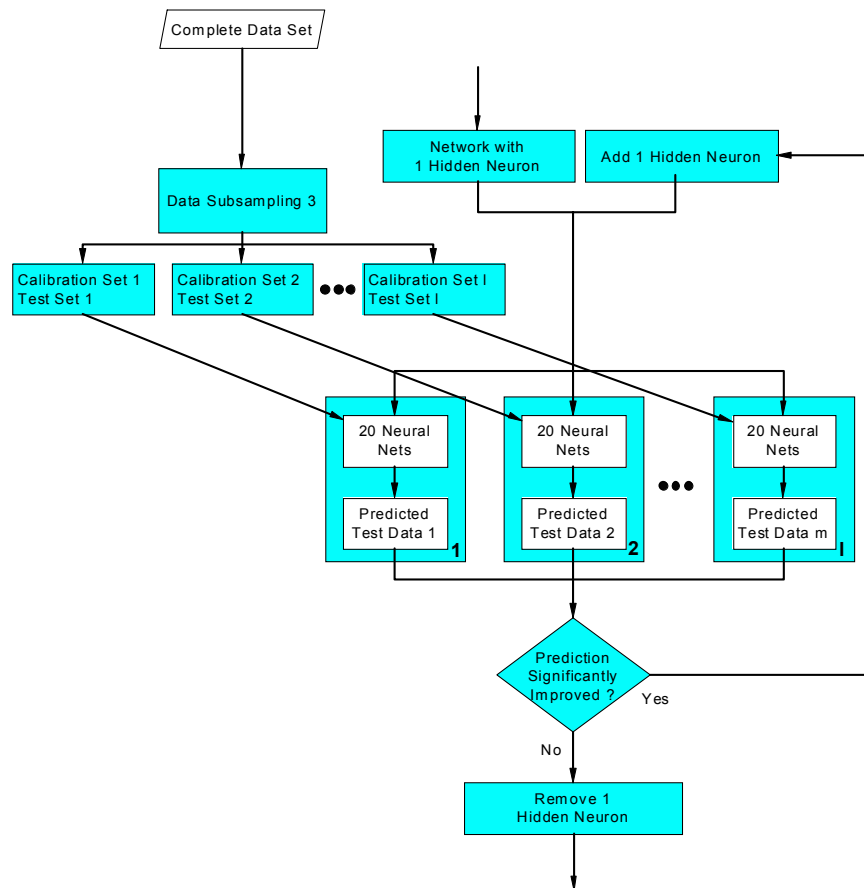 Complete Data Set
Network with
1 Hidden Neuron
Add 1 Hidden Neuron
Data Subsampling 3
Calibration Set 1
Test Set 1
Calibration Set 2
Test Set 2
Calibration Set l
Test Set l
20 Neural
Nets
20 Neural
Nets
20 Neural
Nets
Predicted
Test Data 1
1
Predicted
Test Data 2
2
Predicted
Test Data m
l
Prediction
Significantly
Improved ?
Yes
No
Remove 1
Hidden Neuron